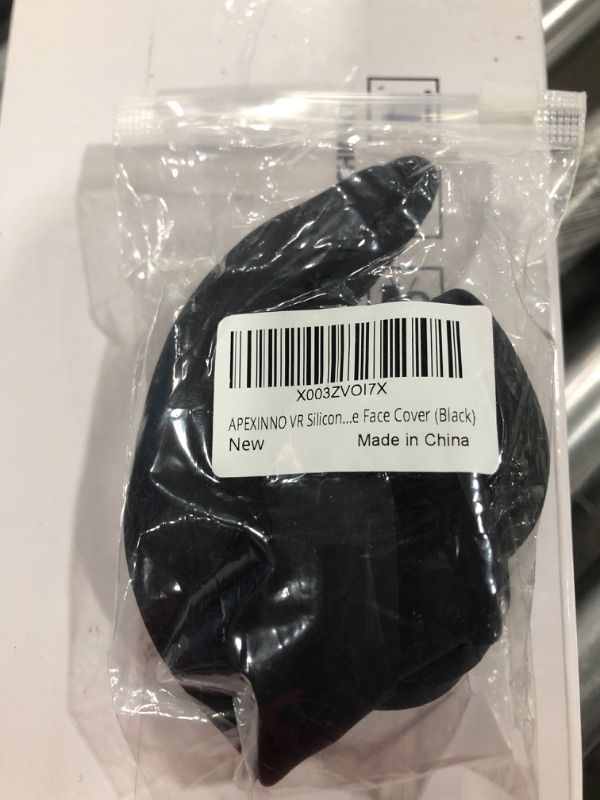 X003ZVOI7X
APEXINNO VR Silicon...e Face Cover (Black)
New Made in China